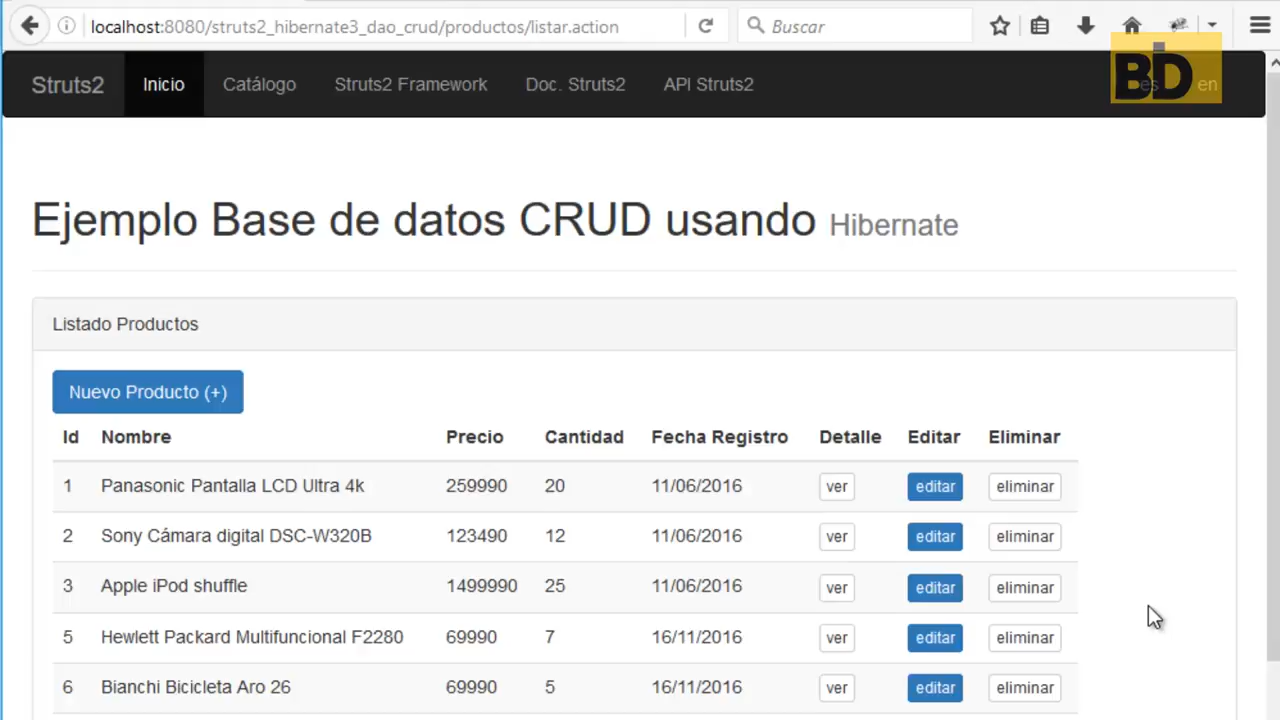 localhost:8080/struts2_hibernate3_dao_crud/productos/listar.action Buscar
Struts2 Inicio Catálogo Struts2 Framework Doc. Struts2 API Struts2 es en
BD
Ejemplo Base de datos CRUD usando Hibernate
Listado Productos
Nuevo Producto (+)
Id Nombre Precio Cantidad Fecha Registro Detalle Editar Eliminar
1 Panasonic Pantalla LCD Ultra 4k 259990 20 11/06/2016 ver editar eliminar
2 Sony Cámara digital DSC-W320B 123490 12 11/06/2016 ver editar eliminar
3 Apple iPod shuffle 1499990 25 11/06/2016 ver editar eliminar
5 Hewlett Packard Multifuncional F2280 69990 7 16/11/2016 ver editar eliminar
6 Bianchi Bicicleta Aro 26 69990 5 16/11/2016 ver editar eliminar